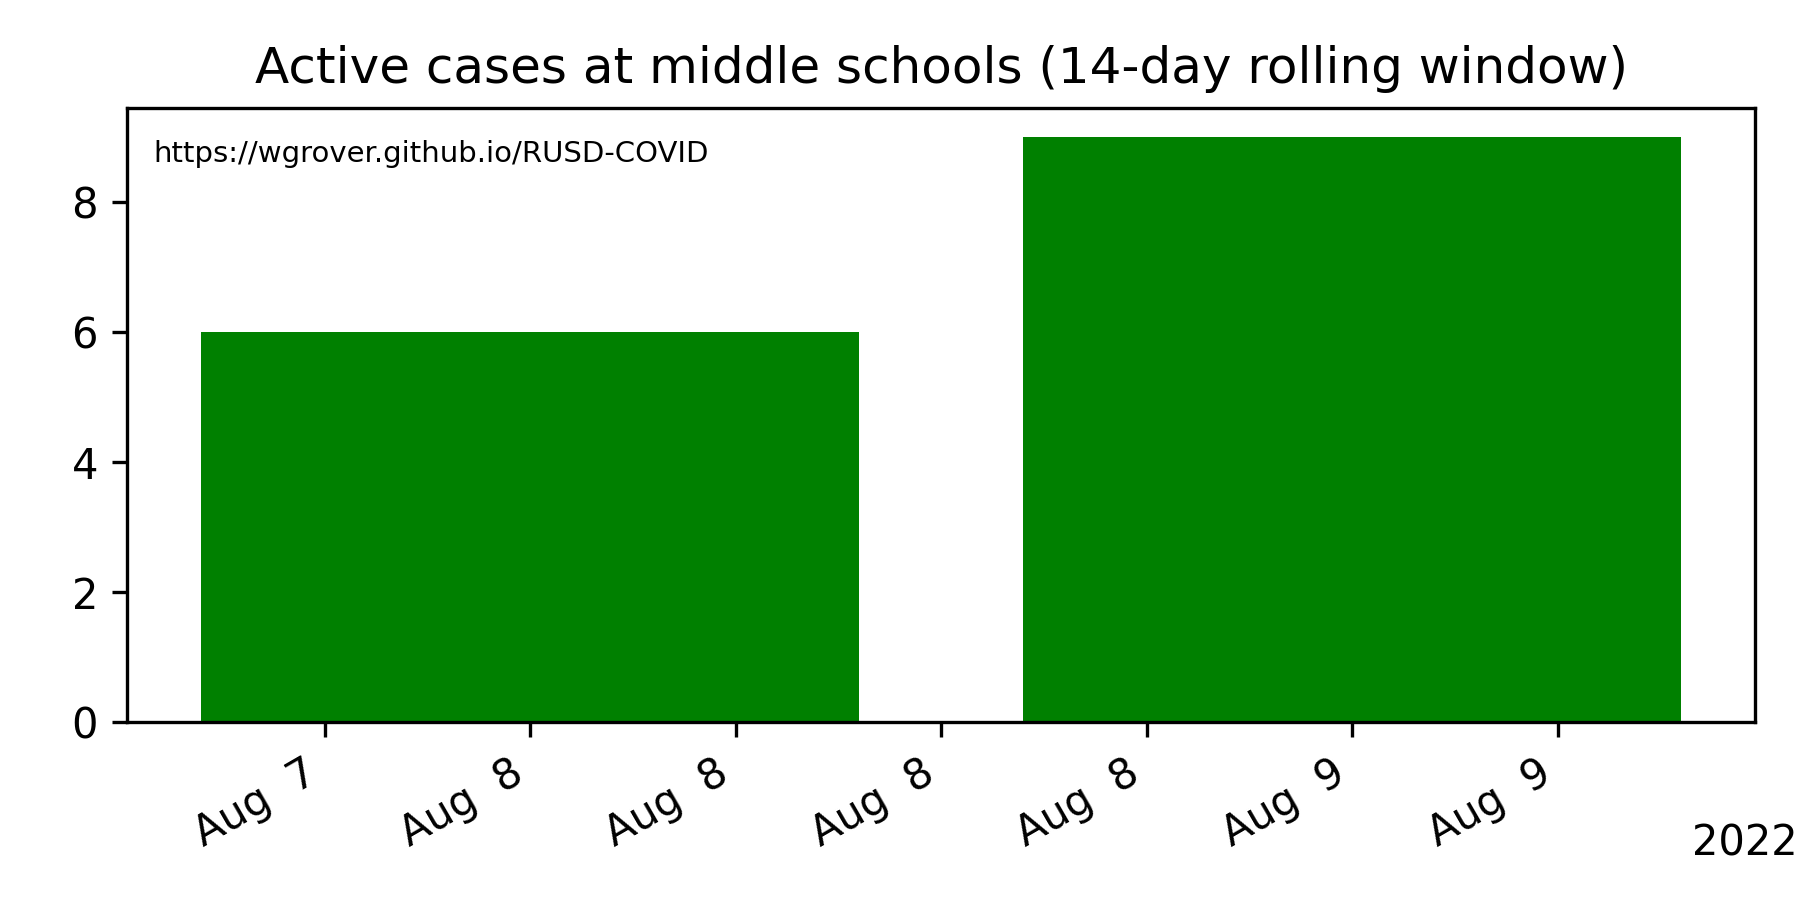 Active cases at middle schools (14-day rolling window)
https://wgrover.github.io/RUSD-COVID
8
6
4
2
0
Aug 7
Aug 8
Aug 8
Aug 8
Aug 8
Aug 9
Aug 9
2022